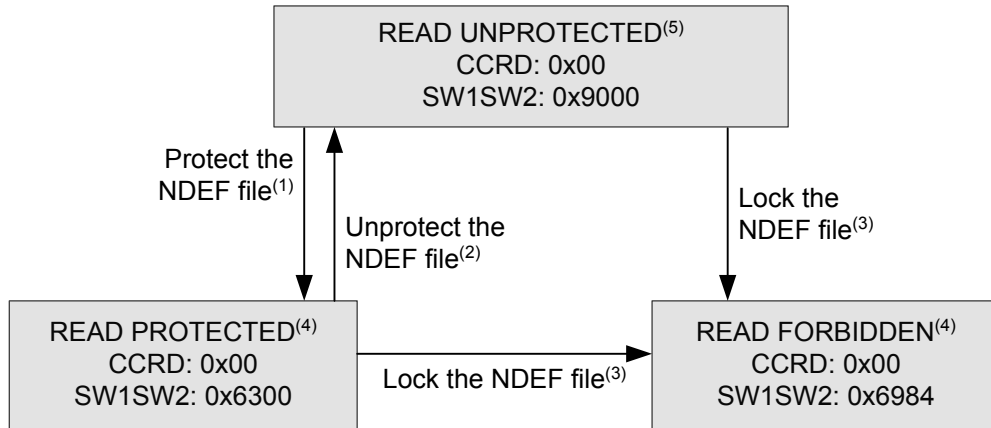 READ UNPROTECTED(5)
CCRD: 0x00
SW1SW2: 0x9000
Protect the
NDEF file(1)
Unprotect the
NDEF file(2)
Lock the
NDEF file(3)
READ PROTECTED(4)
CCRD: 0x00
SW1SW2: 0x6300
Lock the NDEF file(3)
READ FORBIDDEN(4)
CCRD: 0x00
SW1SW2: 0x6984